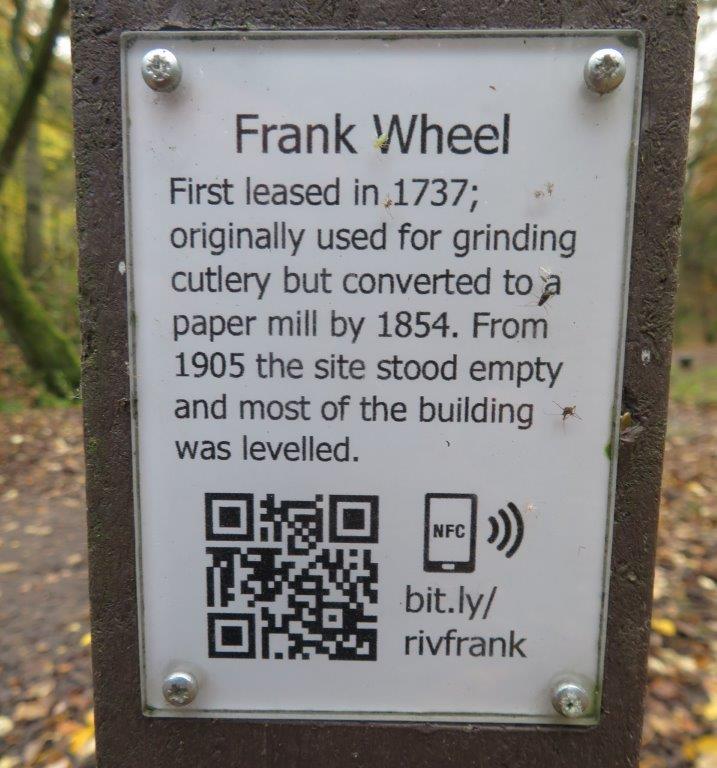 Frank Wheel
First leased in 1737;
originally used for grinding
cutlery but converted to a
paper mill by 1854. From
1905 the site stood empty
and most of the building
was levelled.
NFC
bit.ly/
rivfrank